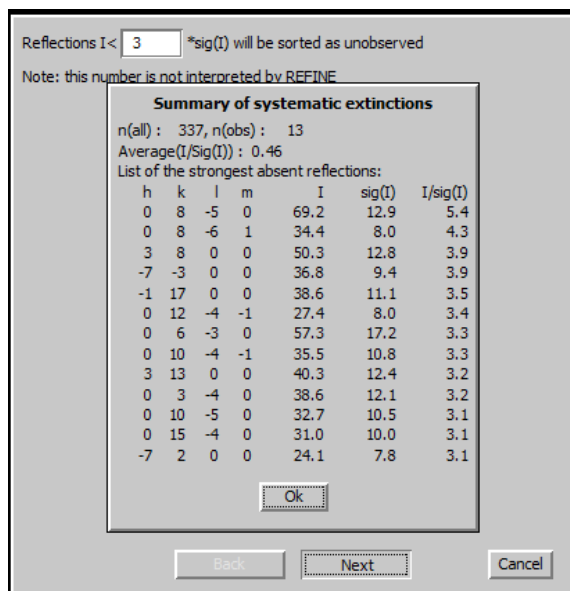 Reflections I< 3 *sig(I) will be sorted as unobserved
Note: this number is not interpreted by REFINE
Summary of systematic extinctions
n(all) : 337, n(obs) : 13
Average(I/Sig(I)) : 0.46
List of the strongest absent reflections:
h k l m I sig(I) I/sig(I)
0 8 -5 0 69.2 12.9 5.4
0 8 -6 1 34.4 8.0 4.3
3 8 0 0 50.3 12.8 3.9
-7 -3 0 0 36.8 9.4 3.9
-1 17 0 0 38.6 11.1 3.5
0 12 -4 -1 27.4 8.0 3.4
0 6 -3 0 57.3 17.2 3.3
0 10 -4 -1 35.5 10.8 3.3
3 13 0 0 40.3 12.4 3.2
0 3 -4 0 38.6 12.1 3.2
0 10 -5 0 32.7 10.5 3.1
0 15 -4 0 31.0 10.0 3.1
-7 2 0 0 24.1 7.8 3.1
Ok
Back Next Cancel